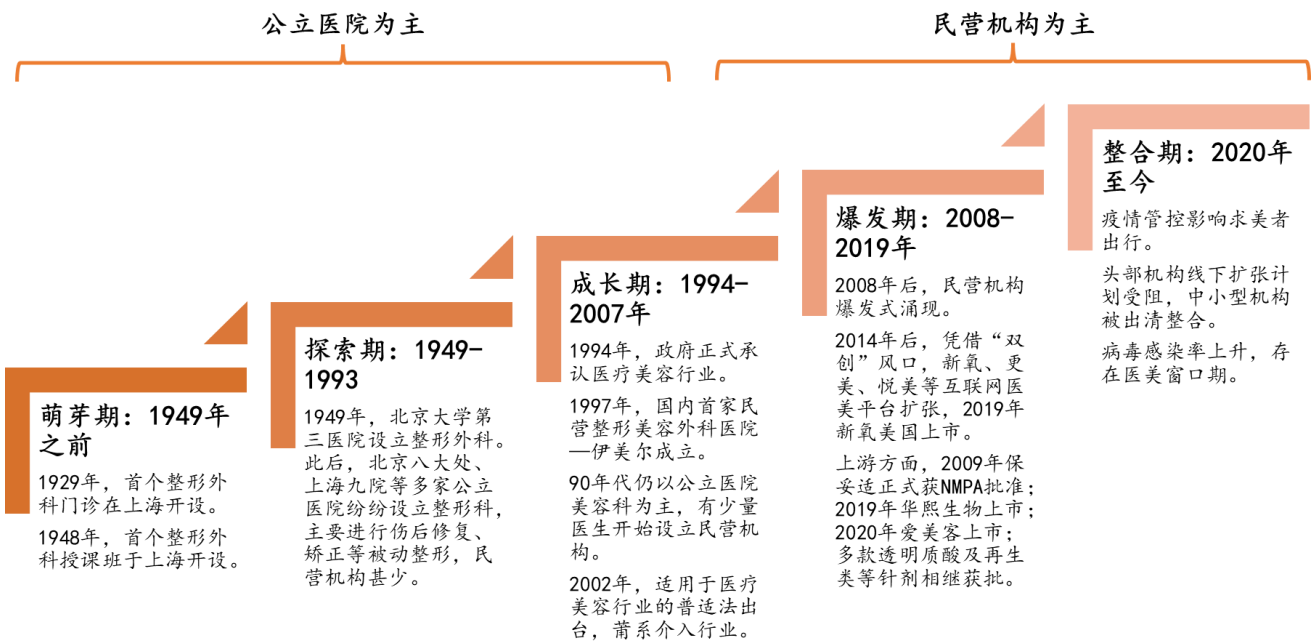 公立医院为主
民营机构为主
萌芽期：1949年
之前
1929年，首个整形外
科门诊在上海开设。
1948年，首个整形外
科授课班于上海开设。
探索期：1949-
1993
1949年，北京大学第
三医院设立整形外科。
此后，北京八大处、
上海九院等多家公立
医院纷纷设立整形科，
主要进行伤后修复、
矫正等被动整形，民
营机构甚少。
成长期：1994-
2007年
1994年，政府正式承
认医疗美容行业。
1997年，国内首家民
营整形美容外科医院
—伊美尔成立。
90年代仍以公立医院
美容科为主，有少量
医生开始设立民营机
构。
2002年，适用于医疗
美容行业的普适法出
台，莆系介入行业。
爆发期：2008-
2019年
2008年后，民营机构
爆发式涌现。
2014年后，凭借“双
创”风口，新氧、更
美、悦美等互联网医
美平台扩张，2019年
新氧美国上市。
上游方面，2009年保
妥适正式获NMPA批准；
2019年华熙生物上市；
2020年爱美客上市；
多款透明质酸及再生
类等针剂相继获批。
整合期：2020年
至今
疫情管控影响求美者
出行。
头部机构线下扩张计
划受阻，中小型机构
被出清整合。
病毒感染率上升，存
在医美窗口期。